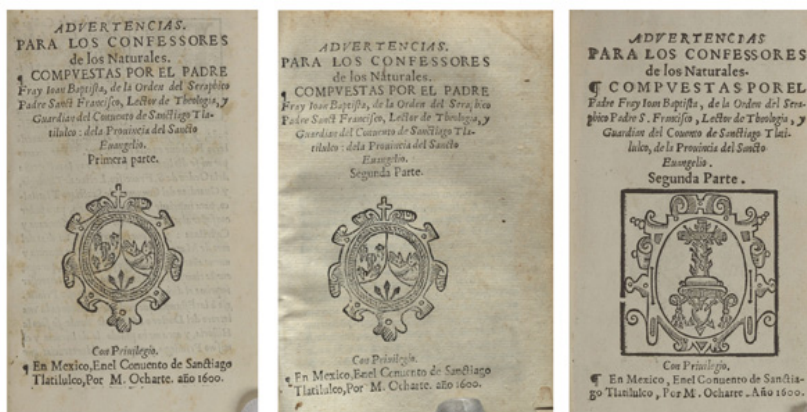 ADVERTENCIAS.
PARA LOS CONFESSORES
de los Naturales.
¶ COMPVESTAS POR EL PADRE
Fray Ioan Baptista, de la Orden del Seraphico
Padre Sanct Francisco, Lector de Theologia, y
Guardian del Conuento de Sanctiago Tla-
tilulco: dela Prouincia del Sancto
Euangelio.
Primera parte.
Con Priuilegio.
¶ En Mexico, Enel Conuento de Sanctiago
Tlatilulco, Por M. Ocharte. año 1600.
ADVERTENCIAS.
PARA LOS CONFESSORES
de los Naturales.
¶ COMPVESTAS POR EL PADRE
Fray Ioan Baptista, de la Orden del Seraphico
Padre Sanct Francisco, Lector de Theologia, y
Guardian del Conuento de Sanctiago Tla-
tilulco: dela Prouincia del Sancto
Euangelio.
Segunda Parte.
Con Priuilegio.
¶ En Mexico, Enel Conuento de Sanctiago
Tlatilulco, Por M. Ocharte. año 1600.
ADVERTENCIAS
PARA LOS CONFESSORES
de los Naturales.
¶ COMPVESTAS POR EL
Padre Fray Ioan Baptista, de la Orden del Sera-
phico Padre S. Francisco, Lector de Theologia, y
Guardian del Conuento de Sanctiago Tlati-
lulco, de la Prouincia del Sancto
Euangelio.
Segunda Parte.
Con Priuilegio.
¶ En Mexico, Enel Conuento de Sanctia-
go Tlatilulco, Por M. Ocharte. Año 1600.